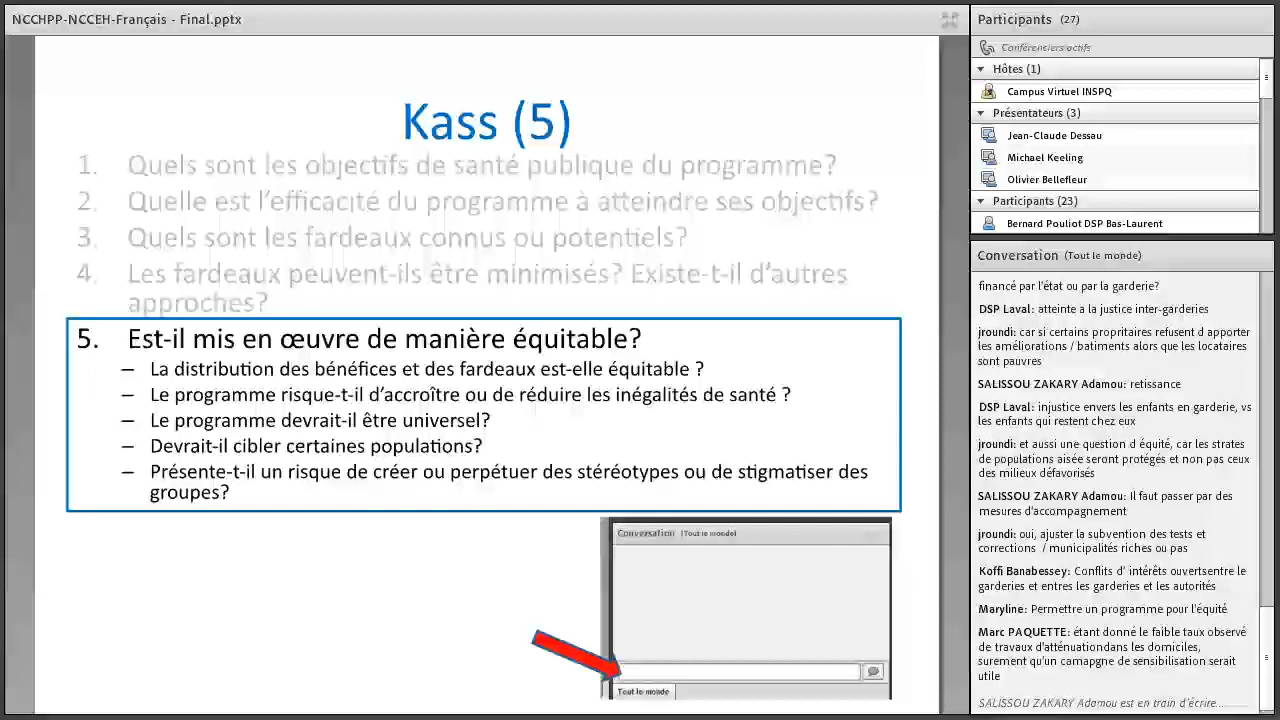 NCCHPP-NCCEH-Français - Final.pptx
Kass (5)
1. Quels sont les objectifs de santé publique du programme?
2. Quelle est l'efficacité du programme à atteindre ses objectifs?
3. Quels sont les fardeaux connus ou potentiels?
4. Les fardeaux peuvent-ils être minimisés? Existe-t-il d'autres
approches?
5. Est-il mis en œuvre de manière équitable?
– La distribution des bénéfices et des fardeaux est-elle équitable ?
– Le programme risque-t-il d'accroître ou de réduire les inégalités de santé ?
– Le programme devrait-il être universel?
– Devrait-il cibler certaines populations?
– Présente-t-il un risque de créer ou perpétuer des stéréotypes ou de stigmatiser des
groupes?
Conversation (Tout le monde)
Tout le monde
Participants (27)
Conférenciers actifs
Hôtes (1)
Campus Virtuel INSPQ
Présentateurs (3)
Jean-Claude Dessau
Michael Keeling
Olivier Bellefleur
Participants (23)
Bernard Pouliot DSP Bas-Laurent
Conversation (Tout le monde)
financé par l'état ou par la garderie?
DSP Laval: atteinte a la justice inter-garderies
jroundi: car si certains propritaires refusent d apporter
les améliorations / batiments alors que les locataires
sont pauvres
SALISSOU ZAKARY Adamou: retissance
DSP Laval: injustice envers les enfants en garderie, vs
les enfants qui restent chez eux
jroundi: et aussi une question d équité, car les strates
de populations aisée seront protégés et non pas ceux
des milieux défavorisés
SALISSOU ZAKARY Adamou: Il faut passer par des
mesures d'accompagnement
jroundi: oui, ajuster la subvention des tests et
corrections / municipalités riches ou pas
Koffi Banabessey: Conflits d' intérêts ouvertsentre le
garderies et entres les garderies et les autorités
Maryline: Permettre un programme pour l'équité
Marc PAQUETTE: étant donné le faible taux observé
de travaux d'atténuationdans les domiciles,
surement qu'un camapgne de sensibilisation serait
utile
SALISSOU ZAKARY Adamou est en train d'écrire...